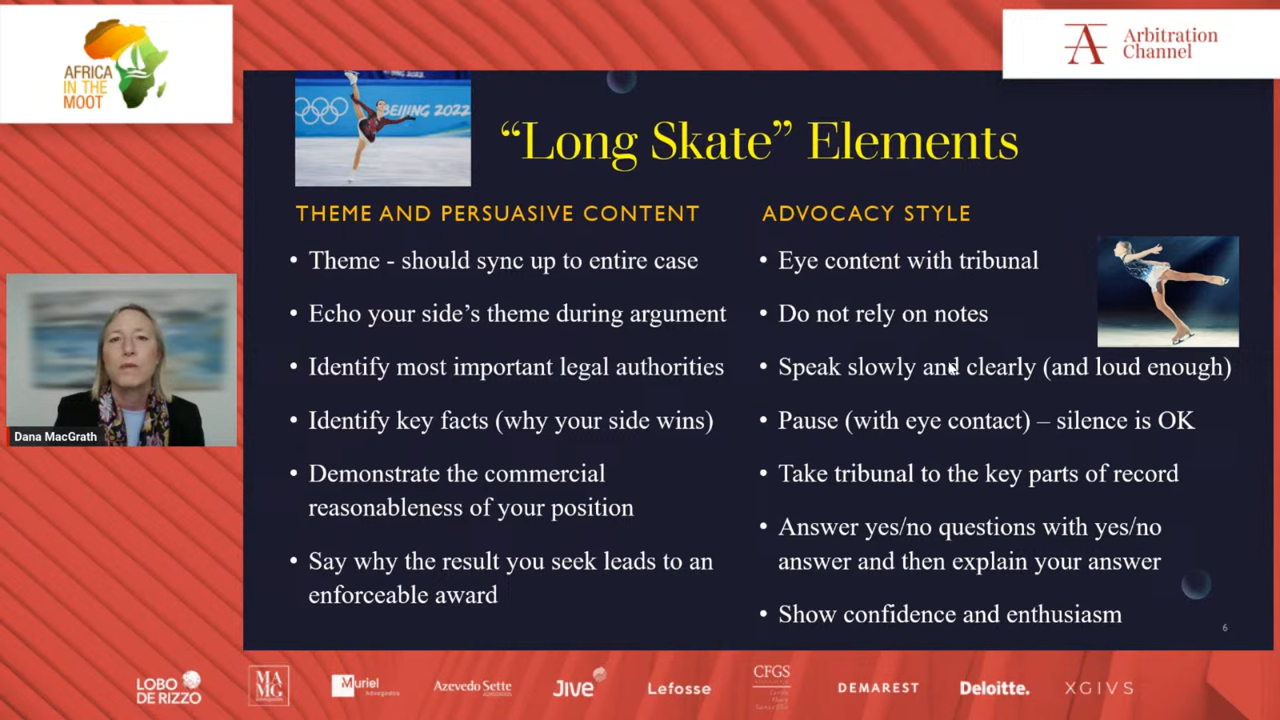 AFRICA
IN THE
MOOT
Arbitration
Channel
BEIJING 2022
“Long Skate” Elements
THEME AND PERSUASIVE CONTENT
• Theme - should sync up to entire case
• Echo your side’s theme during argument
• Identify most important legal authorities
• Identify key facts (why your side wins)
• Demonstrate the commercial
reasonableness of your position
• Say why the result you seek leads to an
enforceable award
ADVOCACY STYLE
• Eye content with tribunal
• Do not rely on notes
• Speak slowly and clearly (and loud enough)
• Pause (with eye contact) – silence is OK
• Take tribunal to the key parts of record
• Answer yes/no questions with yes/no
answer and then explain your answer
• Show confidence and enthusiasm
6
Dana MacGrath
LOBO
DE RIZZO
MA
MG
Muriel
Advogados
Azevedo Sette
JIVE
Lefosse
CFGS
DEMAREST
Deloitte.
XGIVS